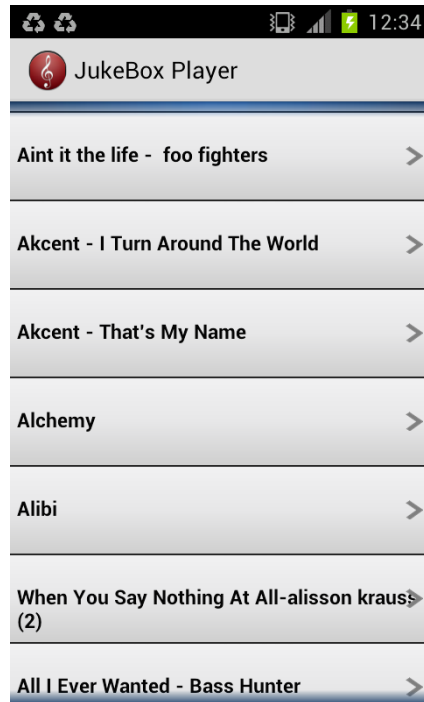 12:34
JukeBox Player
Aint it the life -  foo fighters
Akcent - I Turn Around The World
Akcent - That's My Name
Alchemy
Alibi
When You Say Nothing At All-alisson krauss
(2)
All I Ever Wanted - Bass Hunter